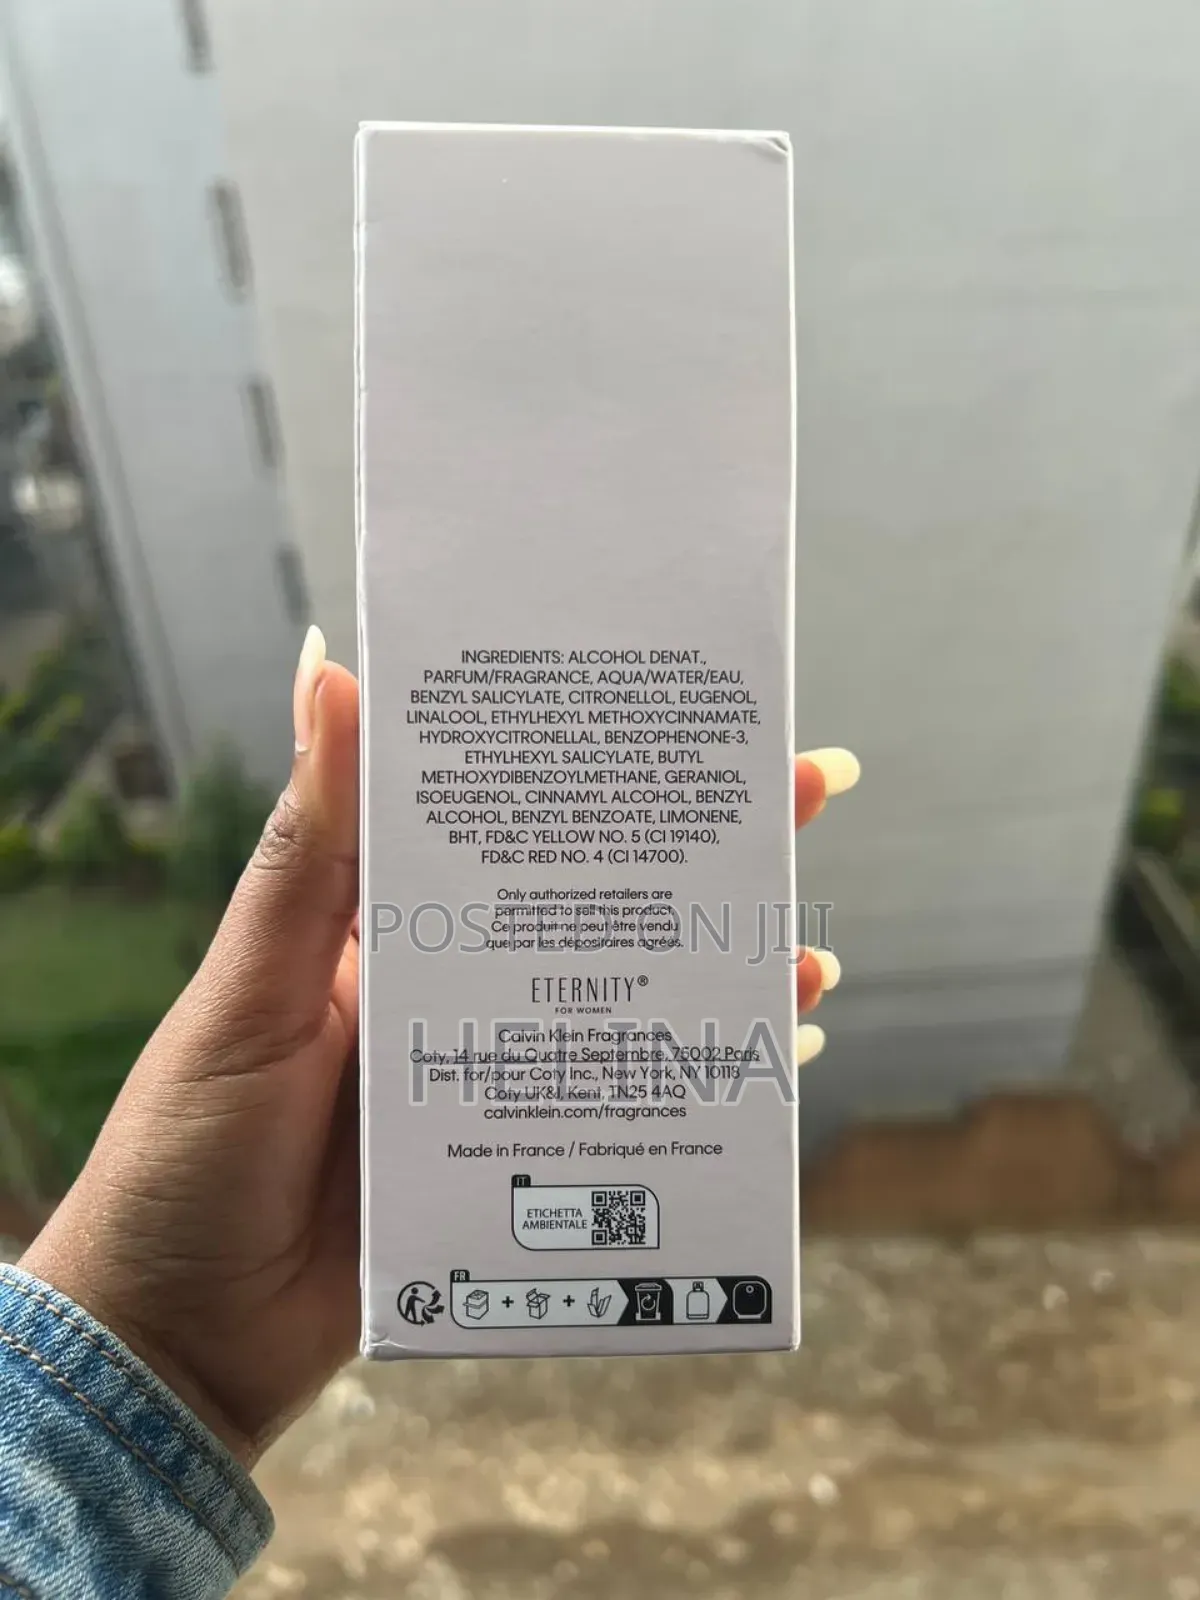 INGREDIENTS: ALCOHOL DENAT.,
PARFUM/FRAGRANCE, AQUA/WATER/EAU,
BENZYL SALICYLATE, CITRONELLOL, EUGENOL,
LINALOOL, ETHYLHEXYL METHOXYCINNAMATE,
HYDROXYCITRONELLAL, BENZOPHENONE-3,
ETHYLHEXYL SALICYLATE, BUTYL
METHOXYDIBENZOYLMETHANE, GERANIOL,
ISOEUGENOL, CINNAMYL ALCOHOL, BENZYL
ALCOHOL, BENZYL BENZOATE, LIMONENE,
BHT, FD&C YELLOW NO. 5 (CI 19140),
FD&C RED NO. 4 (CI 14700).
Only authorized retailers are
permitted to sell this product.
POSTED ON JIJI
Ce produit ne peut être vendu
que par les dépositaires agréés.
ETERNITY®
FOR WOMEN
Calvin Klein Fragrances
Coty, 14 rue du Quatre Septembre, 75002 Paris
HELINA
Dist. for/pour Coty Inc., New York, NY 10118
Coty UK&I, Kent, TN25 4AQ
calvinklein.com/fragrances
Made in France / Fabriqué en France
IT
ETICHETTA
AMBIENTALE
FR